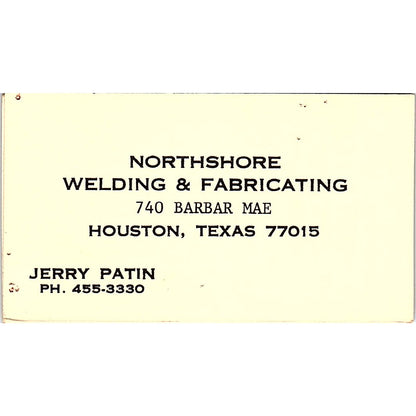 NORTHSHORE
WELDING & FABRICATING
740 BARBAR MAE
HOUSTON, TEXAS 77015
JERRY PATIN
PH. 455-3330